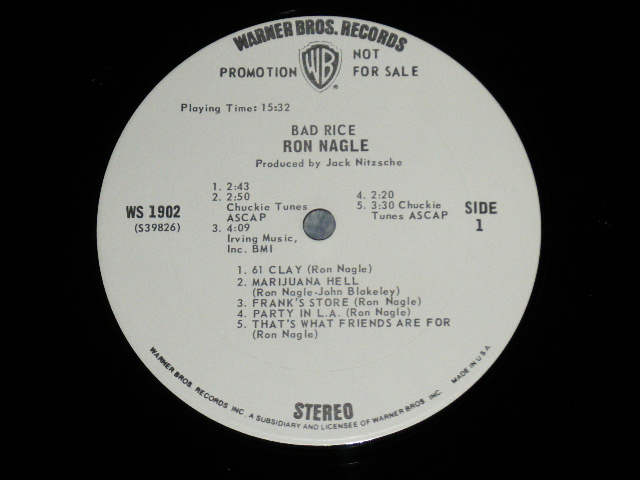 WARNER BROS. RECORDS
PROMOTION WB NOT
FOR SALE
Playing Time: 15:32
BAD RICE
RON NAGLE
Produced by Jack Nitzsche
1. 2:43
2. 2:50
Chuckie Tunes
ASCAP
3. 4:09
Irving Music,
Inc. BMI
4. 2:20
5. 3:30 Chuckie
Tunes ASCAP
WS 1902
(S39826)
SIDE
1
1. 61 CLAY (Ron Nagle)
2. MARIJUANA HELL
(Ron Nagle-John Blakeley)
3. FRANK'S STORE (Ron Nagle)
4. PARTY IN L.A. (Ron Nagle)
5. THAT'S WHAT FRIENDS ARE FOR
(Ron Nagle)
STEREO
WARNER BROS. RECORDS INC. A SUBSIDIARY AND LICENSEE OF WARNER BROS. INC. MADE IN U.S.A.